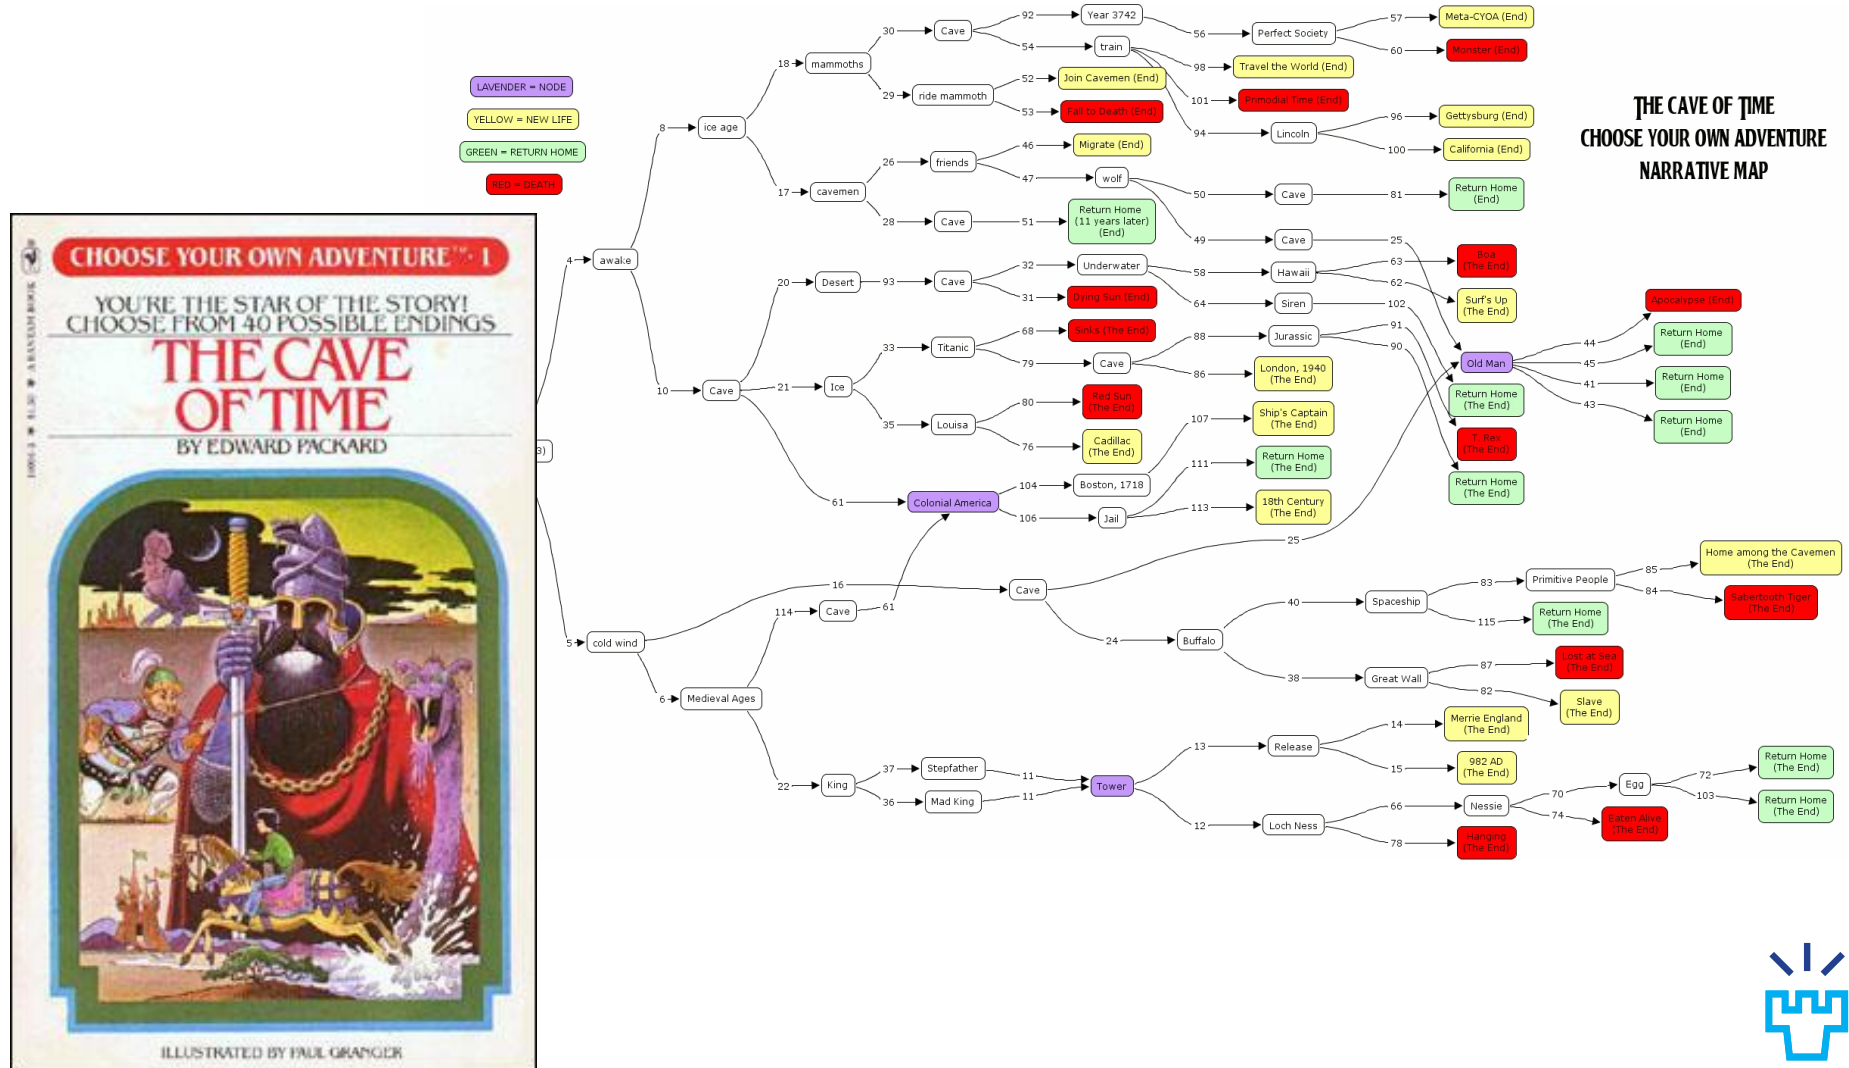 LAVENDER = NODE
YELLOW = NEW LIFE
GREEN = RETURN HOME
RED = DEATH
THE CAVE OF TIME
CHOOSE YOUR OWN ADVENTURE
NARRATIVE MAP
CHOOSE YOUR OWN ADVENTURE™ · 1
YOU'RE THE STAR OF THE STORY!
CHOOSE FROM 40 POSSIBLE ENDINGS
THE CAVE
OF TIME
BY EDWARD PACKARD
ILLUSTRATED BY PAUL GRANGER
A BANTAM BOOK
3)
4
awake
5
cold wind
8
ice age
10
Cave
18
mammoths
17
cavemen
30
Cave
29
ride mammoth
92
Year 3742
54
train
56
Perfect Society
57
Meta-CYOA (End)
60
Monster (End)
98
Travel the World (End)
101
Primodial Time (End)
94
Lincoln
96
Gettysburg (End)
100
California (End)
52
Join Cavemen (End)
53
Fall to Death (End)
26
friends
28
Cave
46
Migrate (End)
47
wolf
50
Cave
81
Return Home
(End)
49
Cave
25
51
Return Home
(11 years later)
(End)
20
Desert
93
Cave
32
Underwater
31
Dying Sun (End)
58
Hawaii
63
Boa
(The End)
62
Surf's Up
(The End)
64
Siren
102
Return Home
(The End)
21
Ice
33
Titanic
68
Sinks (The End)
79
Cave
88
Jurassic
91
T. Rex
(The End)
90
Return Home
(The End)
86
London, 1940
(The End)
35
Louisa
80
Red Sun
(The End)
76
Cadillac
(The End)
61
Colonial America
104
Boston, 1718
107
Ship's Captain
(The End)
106
Jail
111
Return Home
(The End)
113
18th Century
(The End)
Old Man
44
Apocalypse (End)
45
Return Home
(End)
41
Return Home
(End)
43
Return Home
(End)
16
Cave
25
24
Buffalo
40
Spaceship
83
Primitive People
85
Home among the Cavemen
(The End)
84
Sabertooth Tiger
(The End)
115
Return Home
(The End)
38
Great Wall
87
Lost at Sea
(The End)
82
Slave
(The End)
6
Medieval Ages
114
Cave
61
22
King
37
Stepfather
11
36
Mad King
11
Tower
13
Release
14
Merrie England
(The End)
15
982 AD
(The End)
12
Loch Ness
66
Nessie
70
Egg
72
Return Home
(The End)
103
Return Home
(The End)
74
Eaten Alive
(The End)
78
Hanging
(The End)